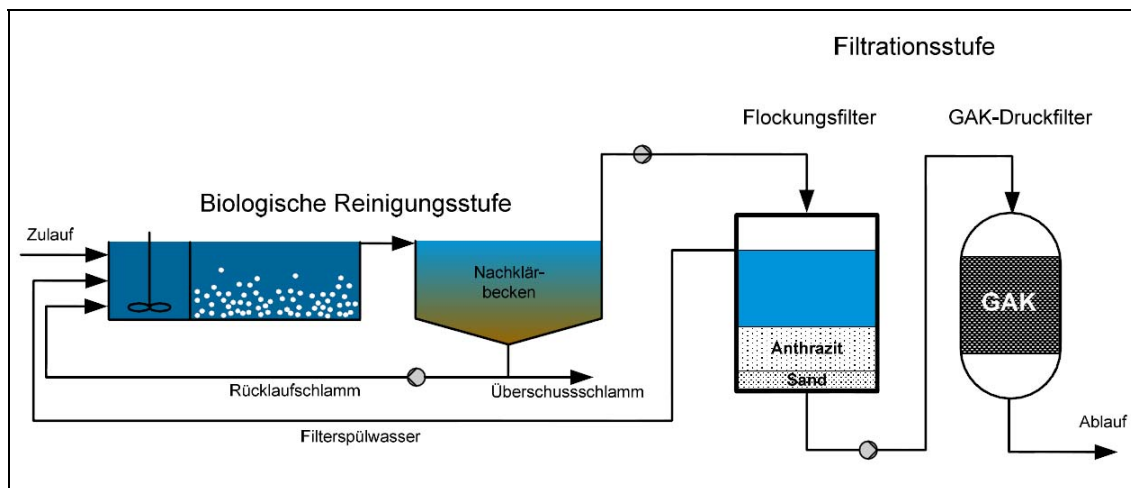 Filtrationsstufe
Flockungsfilter
GAK-Druckfilter
Biologische Reinigungsstufe
Zulauf
Nachklär-
becken
GAK
Anthrazit
Sand
Rücklaufschlamm
Überschussschlamm
Filterspülwasser
Ablauf